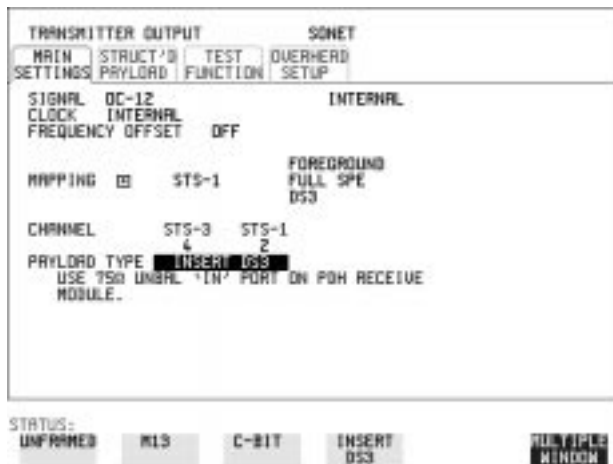 TRANSMITTER OUTPUT SONET
MAIN SETTINGS STRUCT'D PAYLOAD TEST FUNCTION OVERHEAD SETUP
SIGNAL OC-12 INTERNAL
CLOCK INTERNAL
FREQUENCY OFFSET OFF
FOREGROUND
MAPPING STS-1 FULL SPE
DS3
CHANNEL STS-3 STS-1
4 2
PAYLOAD TYPE INSERT DS3
USE 75Ω UNBAL 'IN' PORT ON PDH RECEIVE
MODULE.
STATUS:
UNFRAMED M13 C-BIT INSERT DS3 MULTIPLE WINDOW